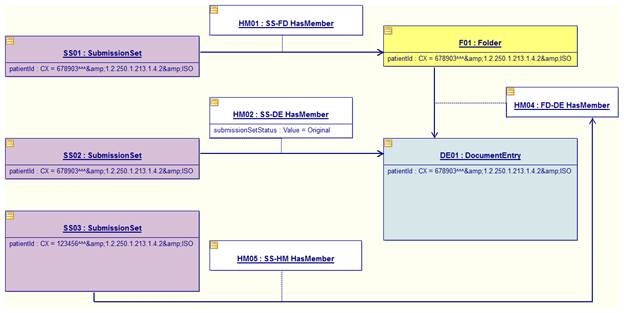 HM01 : SS-FD HasMember
SS01 : SubmissionSet
patientId : CX = 678903^^^&amp;1.2.250.1.213.1.4.2&amp;ISO
F01 : Folder
patientId : CX = 678903^^^&amp;1.2.250.1.213.1.4.2&amp;ISO
HM04 : FD-DE HasMember
HM02 : SS-DE HasMember
submissionSetStatus : Value = Original
SS02 : SubmissionSet
patientId : CX = 678903^^^&amp;1.2.250.1.213.1.4.2&amp;ISO
DE01 : DocumentEntry
patientId : CX = 678903^^^&amp;1.2.250.1.213.1.4.2&amp;ISO
SS03 : SubmissionSet
patientId : CX = 123456^^^&amp;1.2.250.1.213.1.4.2&amp;ISO
HM05 : SS-HM HasMember